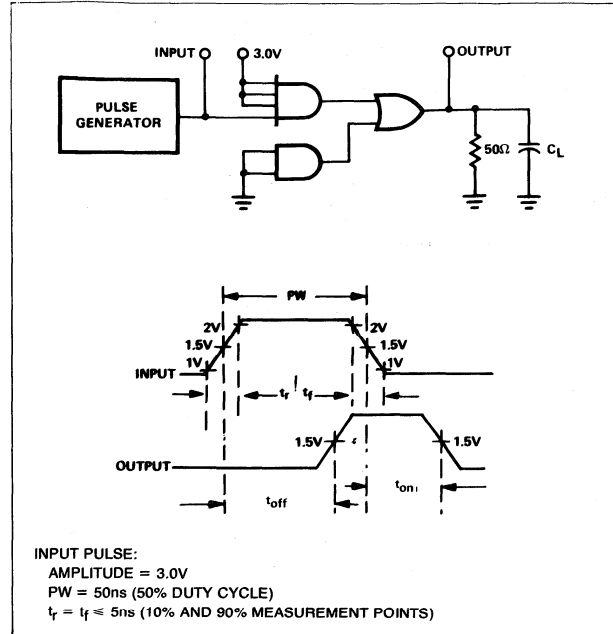 INPUT
3.0V
OUTPUT
PULSE
GENERATOR
50Ω
CL
PW
2V
2V
1.5V
1.5V
1V
1V
INPUT
tr
tf
1.5V
1.5V
OUTPUT
toff
ton
INPUT PULSE:
AMPLITUDE = 3.0V
PW = 50ns (50% DUTY CYCLE)
tr = tf ≤ 5ns (10% AND 90% MEASUREMENT POINTS)